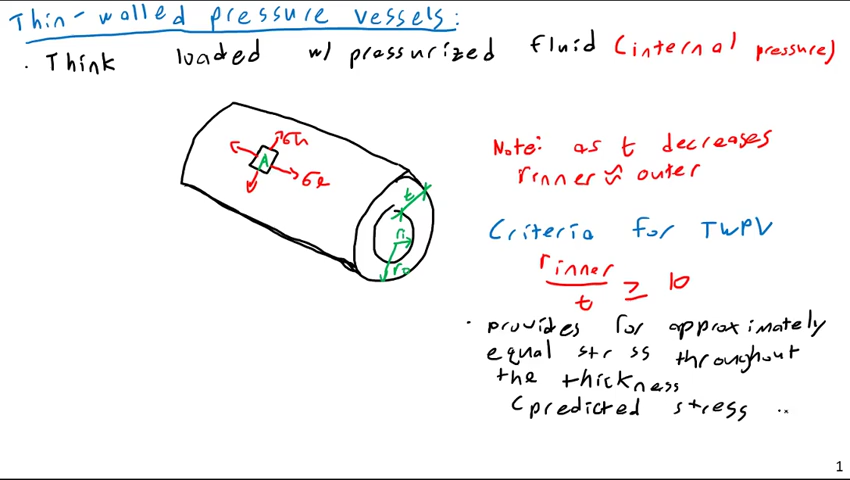 Thin-walled pressure vessels:
· Think loaded w/ pressurized fluid (internal pressure)
σh
A
σl
t
ri
ro
Note: as t decreases
rinner ≈ outer
Criteria for TWPV
rinner
t
≥ 10
· provides for approximately
equal stress throughout
the thickness
(predicted stress ..
1